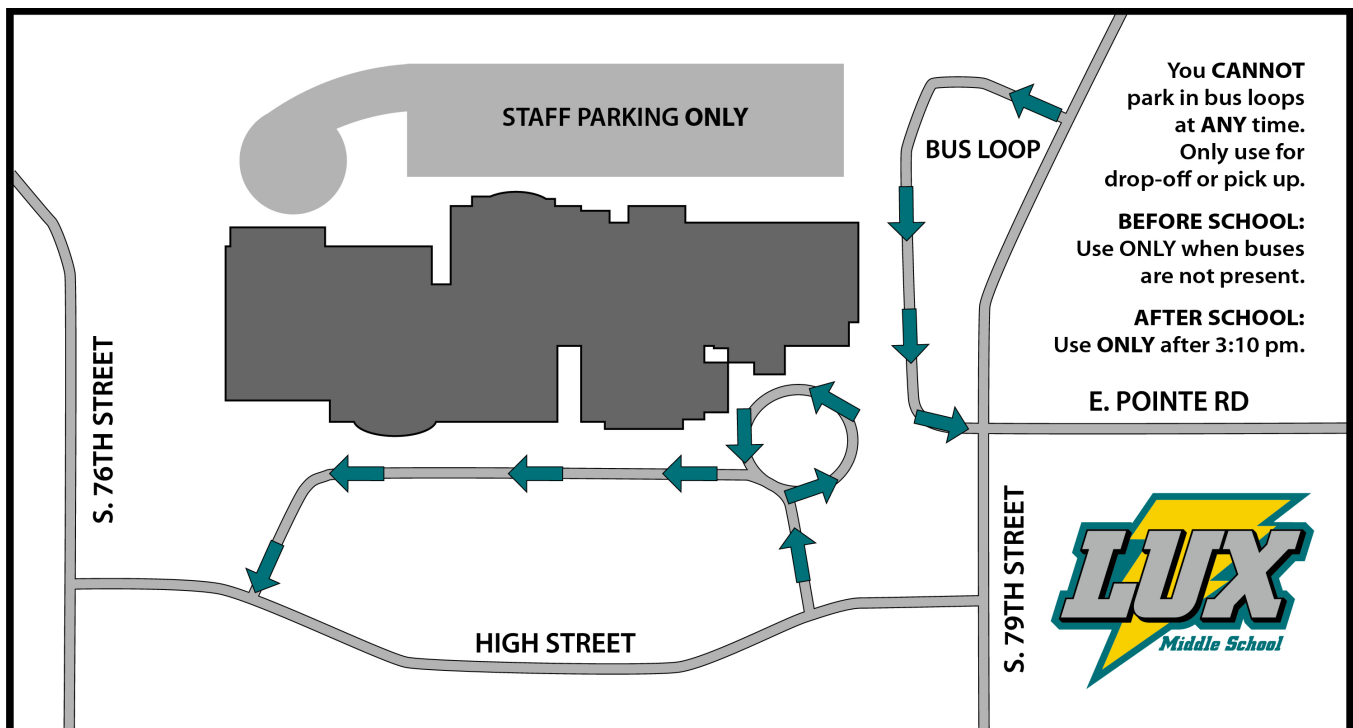 STAFF PARKING ONLY
BUS LOOP
You CANNOT
park in bus loops
at ANY time.
Only use for
drop-off or pick up.
BEFORE SCHOOL:
Use ONLY when buses
are not present.
AFTER SCHOOL:
Use ONLY after 3:10 pm.
E. POINTE RD
S. 76TH STREET
S. 79TH STREET
HIGH STREET
LUX
Middle School